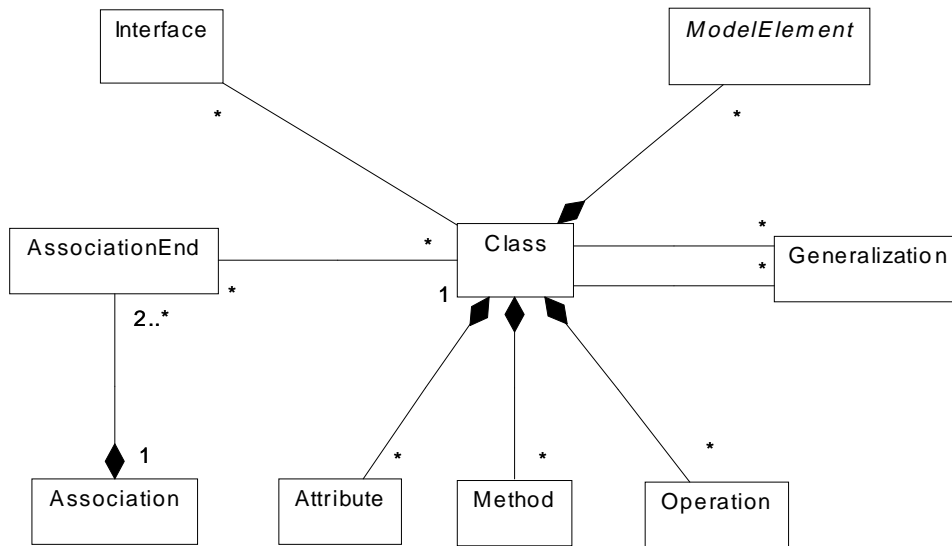 Interface
ModelElement
*
*
AssociationEnd
*
Class
*
Generalization
*
*
1
2..*
1
*
*
*
Association
Attribute
Method
Operation